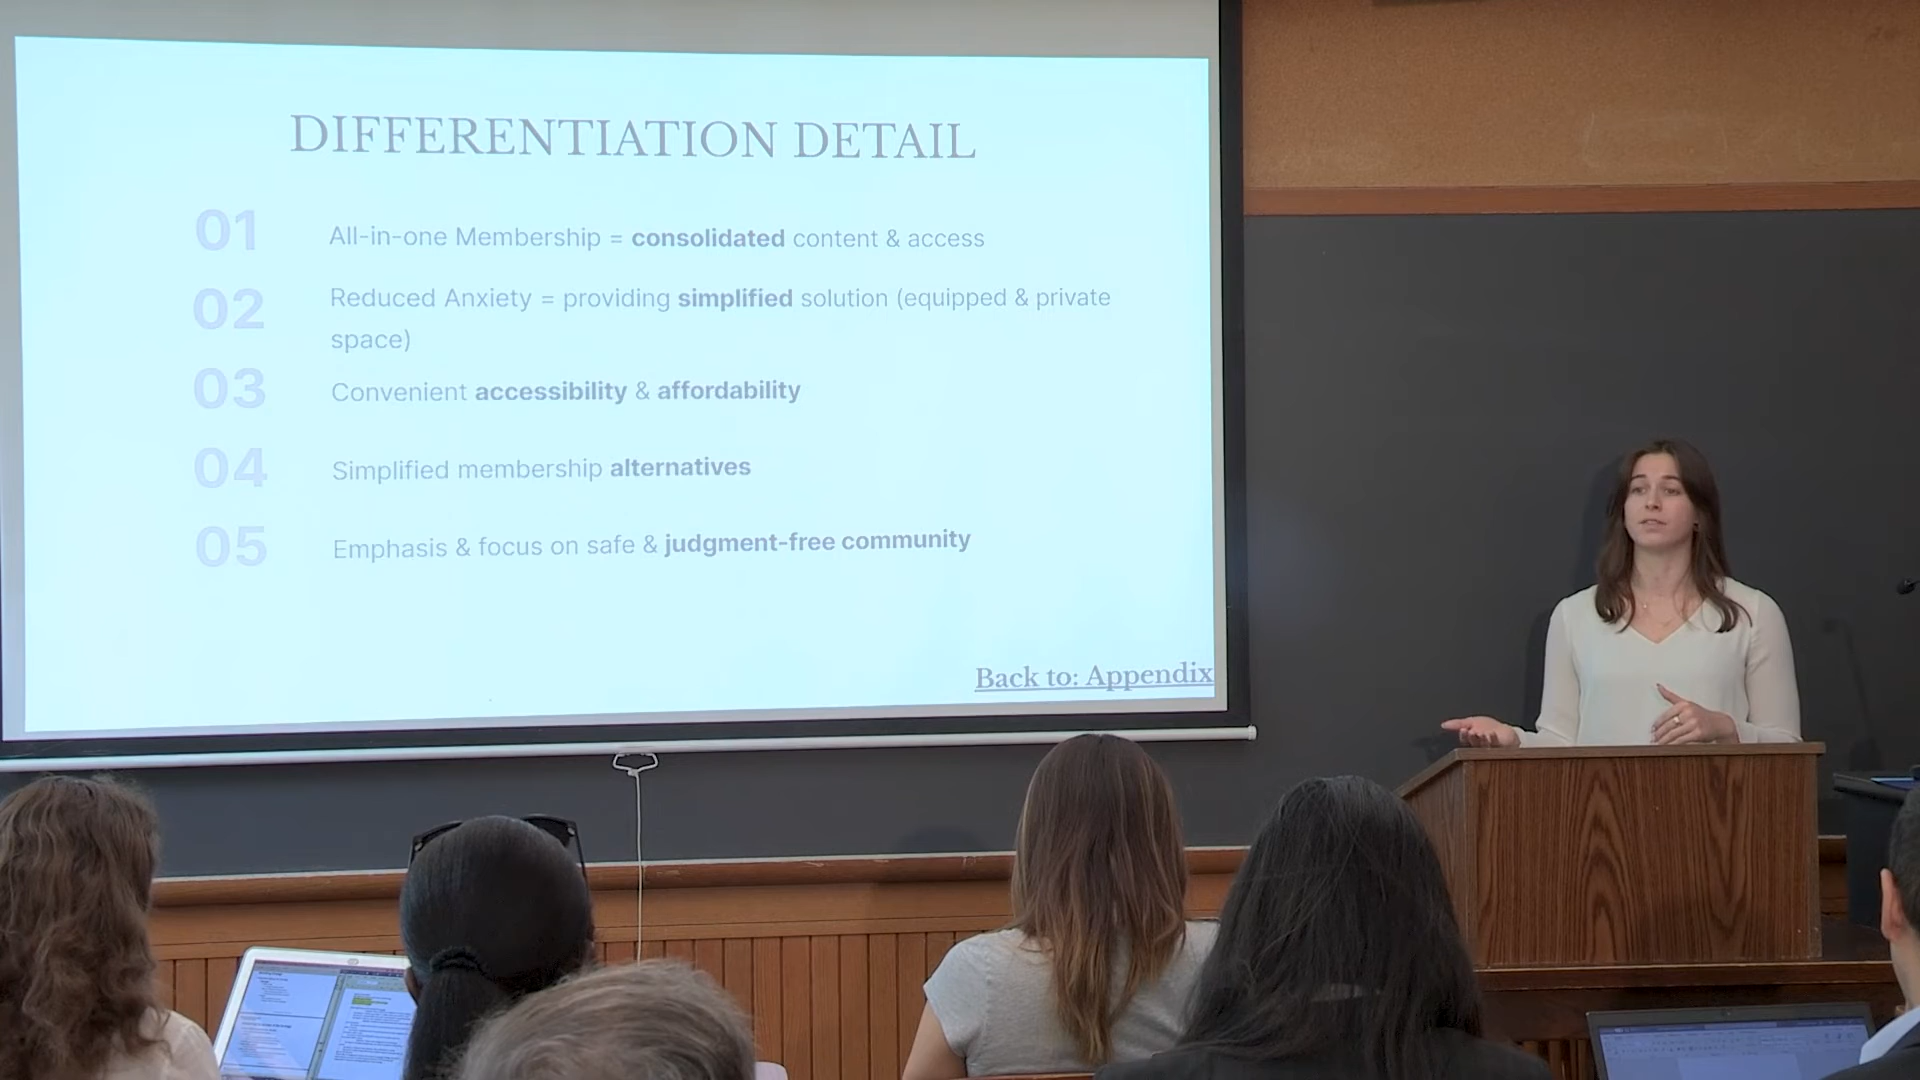 DIFFERENTIATION DETAIL
01
All-in-one Membership = consolidated content & access
02
Reduced Anxiety = providing simplified solution (equipped & private
space)
03
Convenient accessibility & affordability
04
Simplified membership alternatives
05
Emphasis & focus on safe & judgment-free community
Back to: Appendix